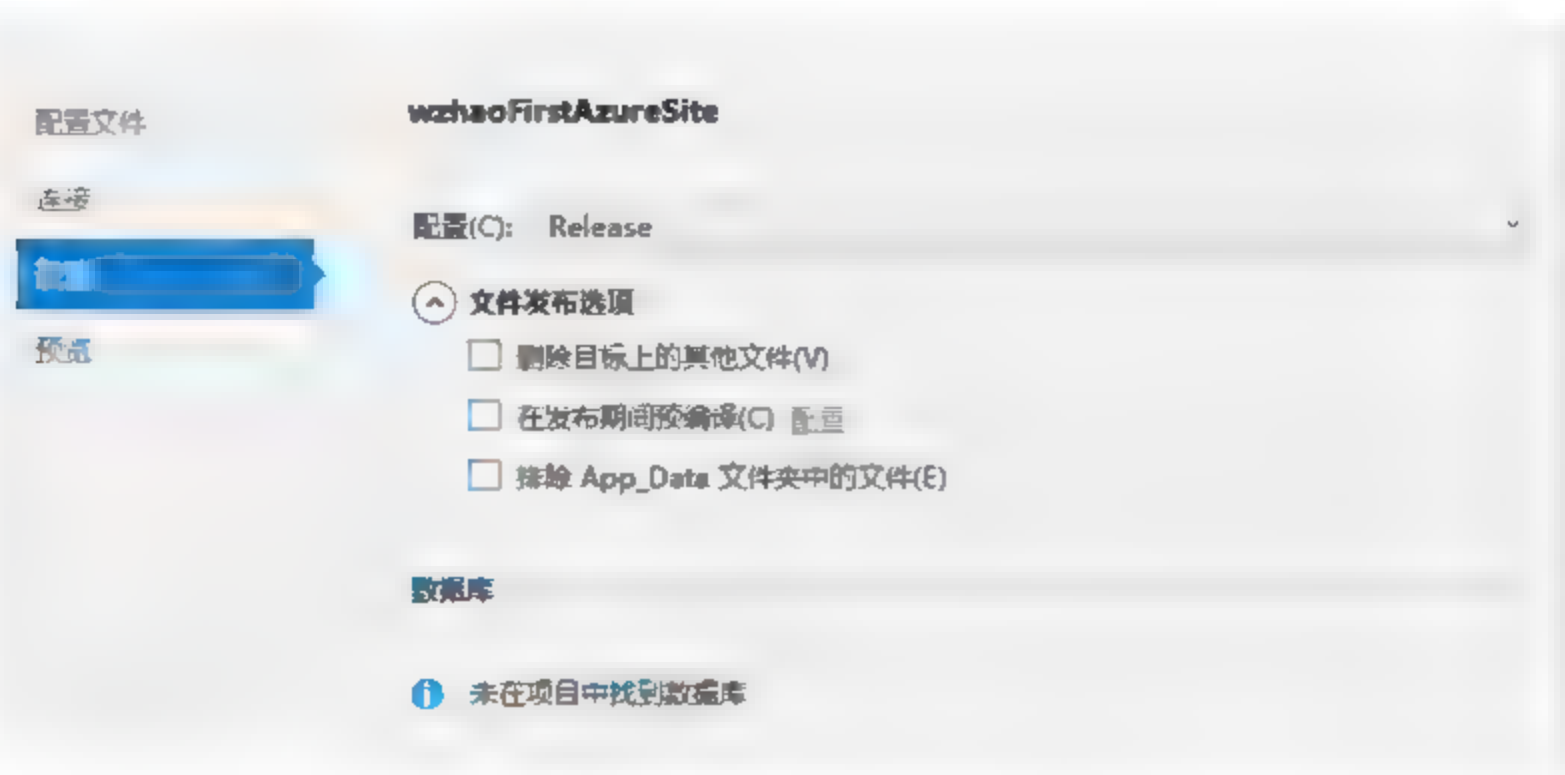 配置文件
连接
预览
wzhaoFirstAzureSite
配置(C): Release
文件发布选项
删除目标上的其他文件(V)
在发布期间预编译(C) 配置
排除 App_Data 文件夹中的文件(E)
数据库
未在项目中找到数据库